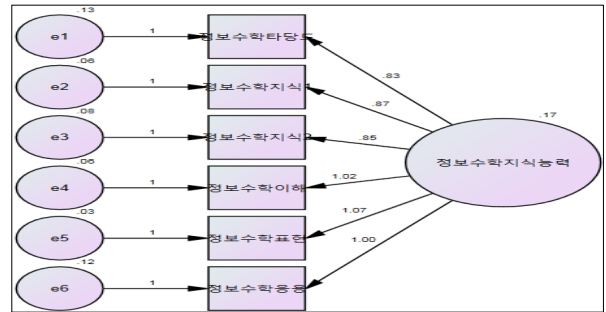 .13
e1
1
정보수학타당도
.83
.06
e2
1
정보수학지식1
.87
.08
e3
1
정보수학지식2
.85
.17
정보수학지식능력
.06
e4
1
정보수학이해
1.02
.03
e5
1
정보수학표현
1.07
.12
e6
1
정보수학응용
1.00